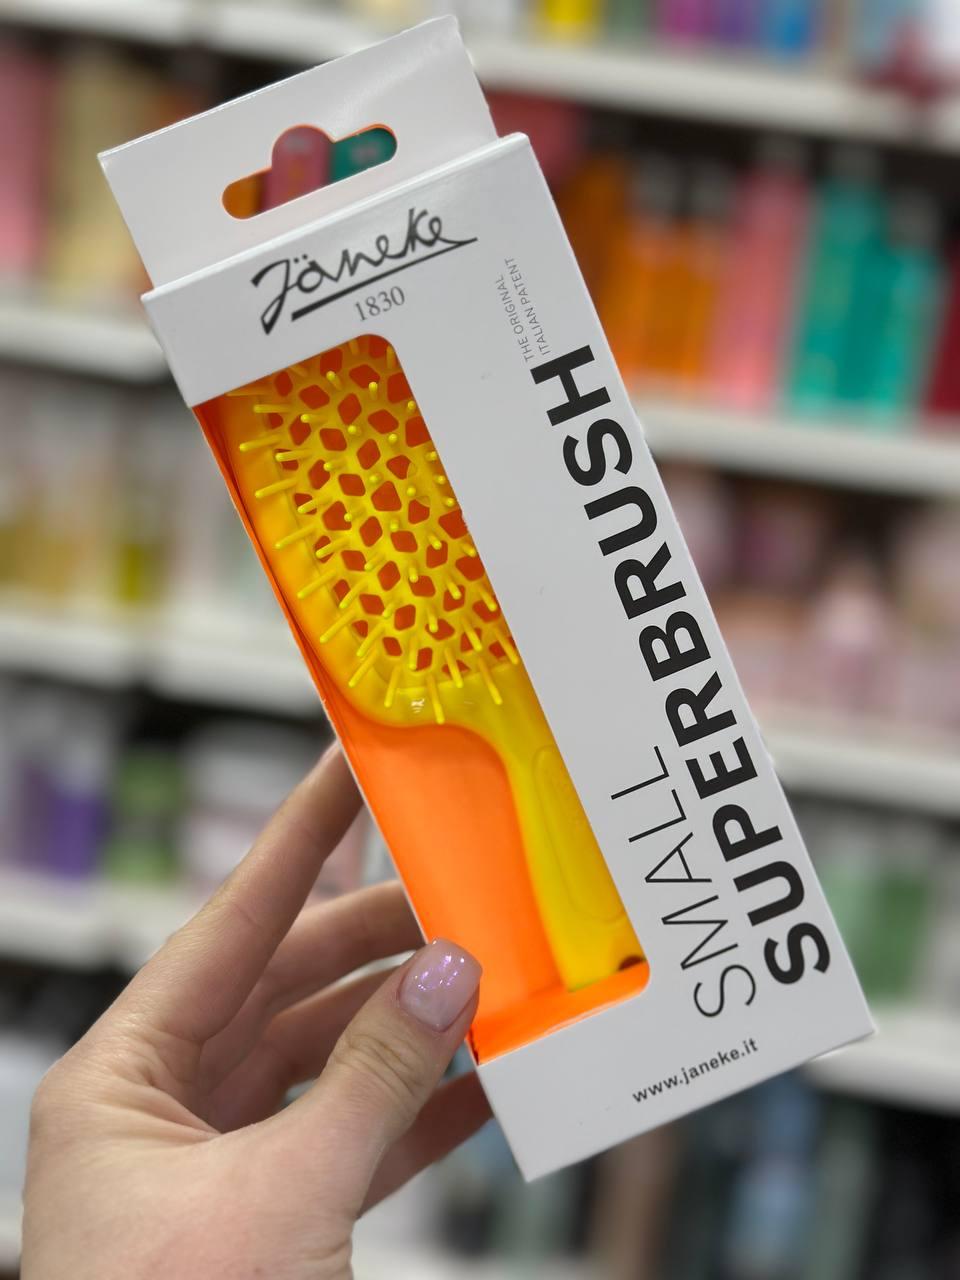 Jäneke
1830
THE ORIGINAL
ITALIAN PATENT
SMALL
SUPERBRUSH
www.janeke.it